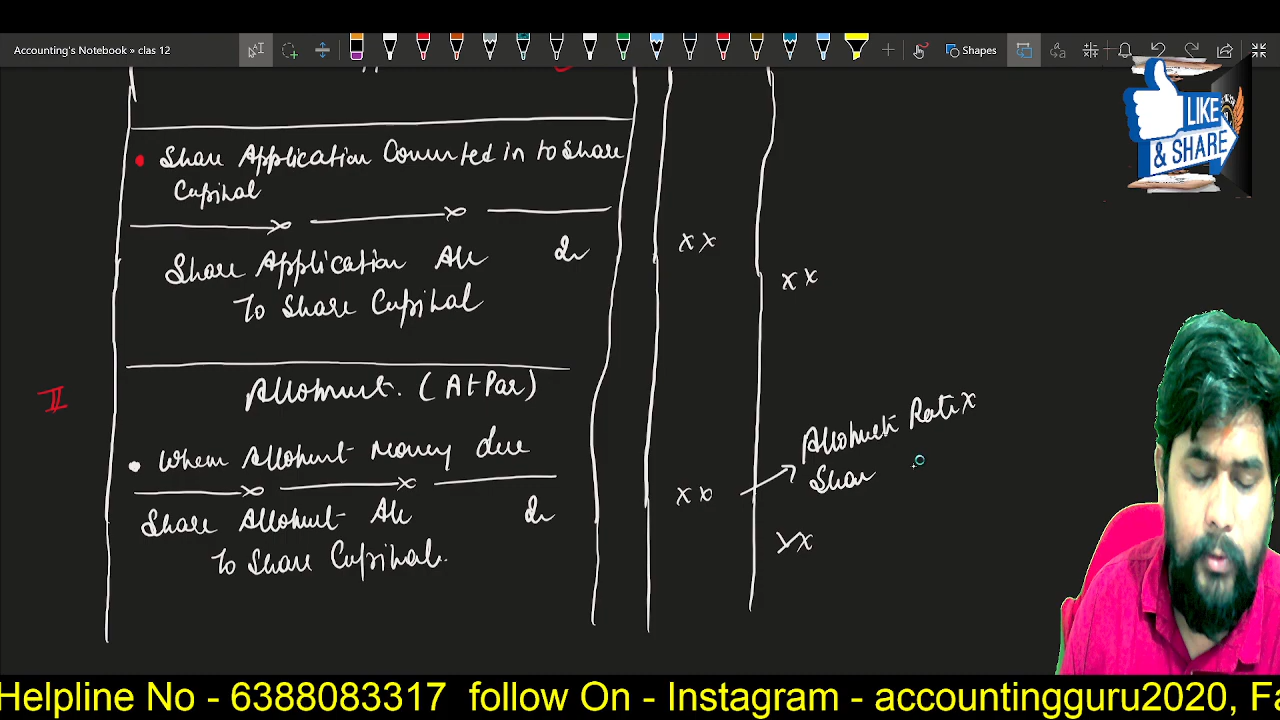 Accounting's Notebook » clas 12
Shapes
LIKE
& SHARE
• Share Application Converted in to Share
Capital
Share Application A/c Dr
To Share Capital
xx
xx
II
Allotment. (At Par)
• When Allotment money due
Share Allotment A/c Dr
To Share Capital.
xx
xx
Allotment Rate x
Shar
Helpline No - 6388083317 follow On - Instagram - accountingguru2020, Fa